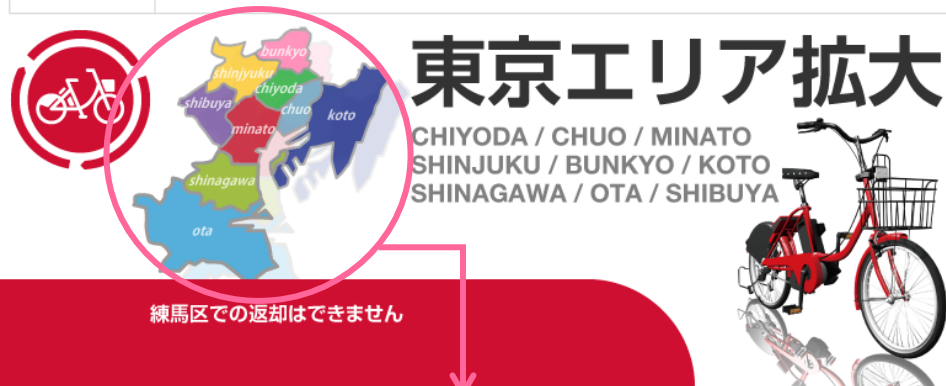 bunkyo
shinjyuku
chiyoda
shibuya
chuo
koto
minato
shinagawa
ota
東京エリア拡大
CHIYODA / CHUO / MINATO
SHINJUKU / BUNKYO / KOTO
SHINAGAWA / OTA / SHIBUYA
練馬区での返却はできません